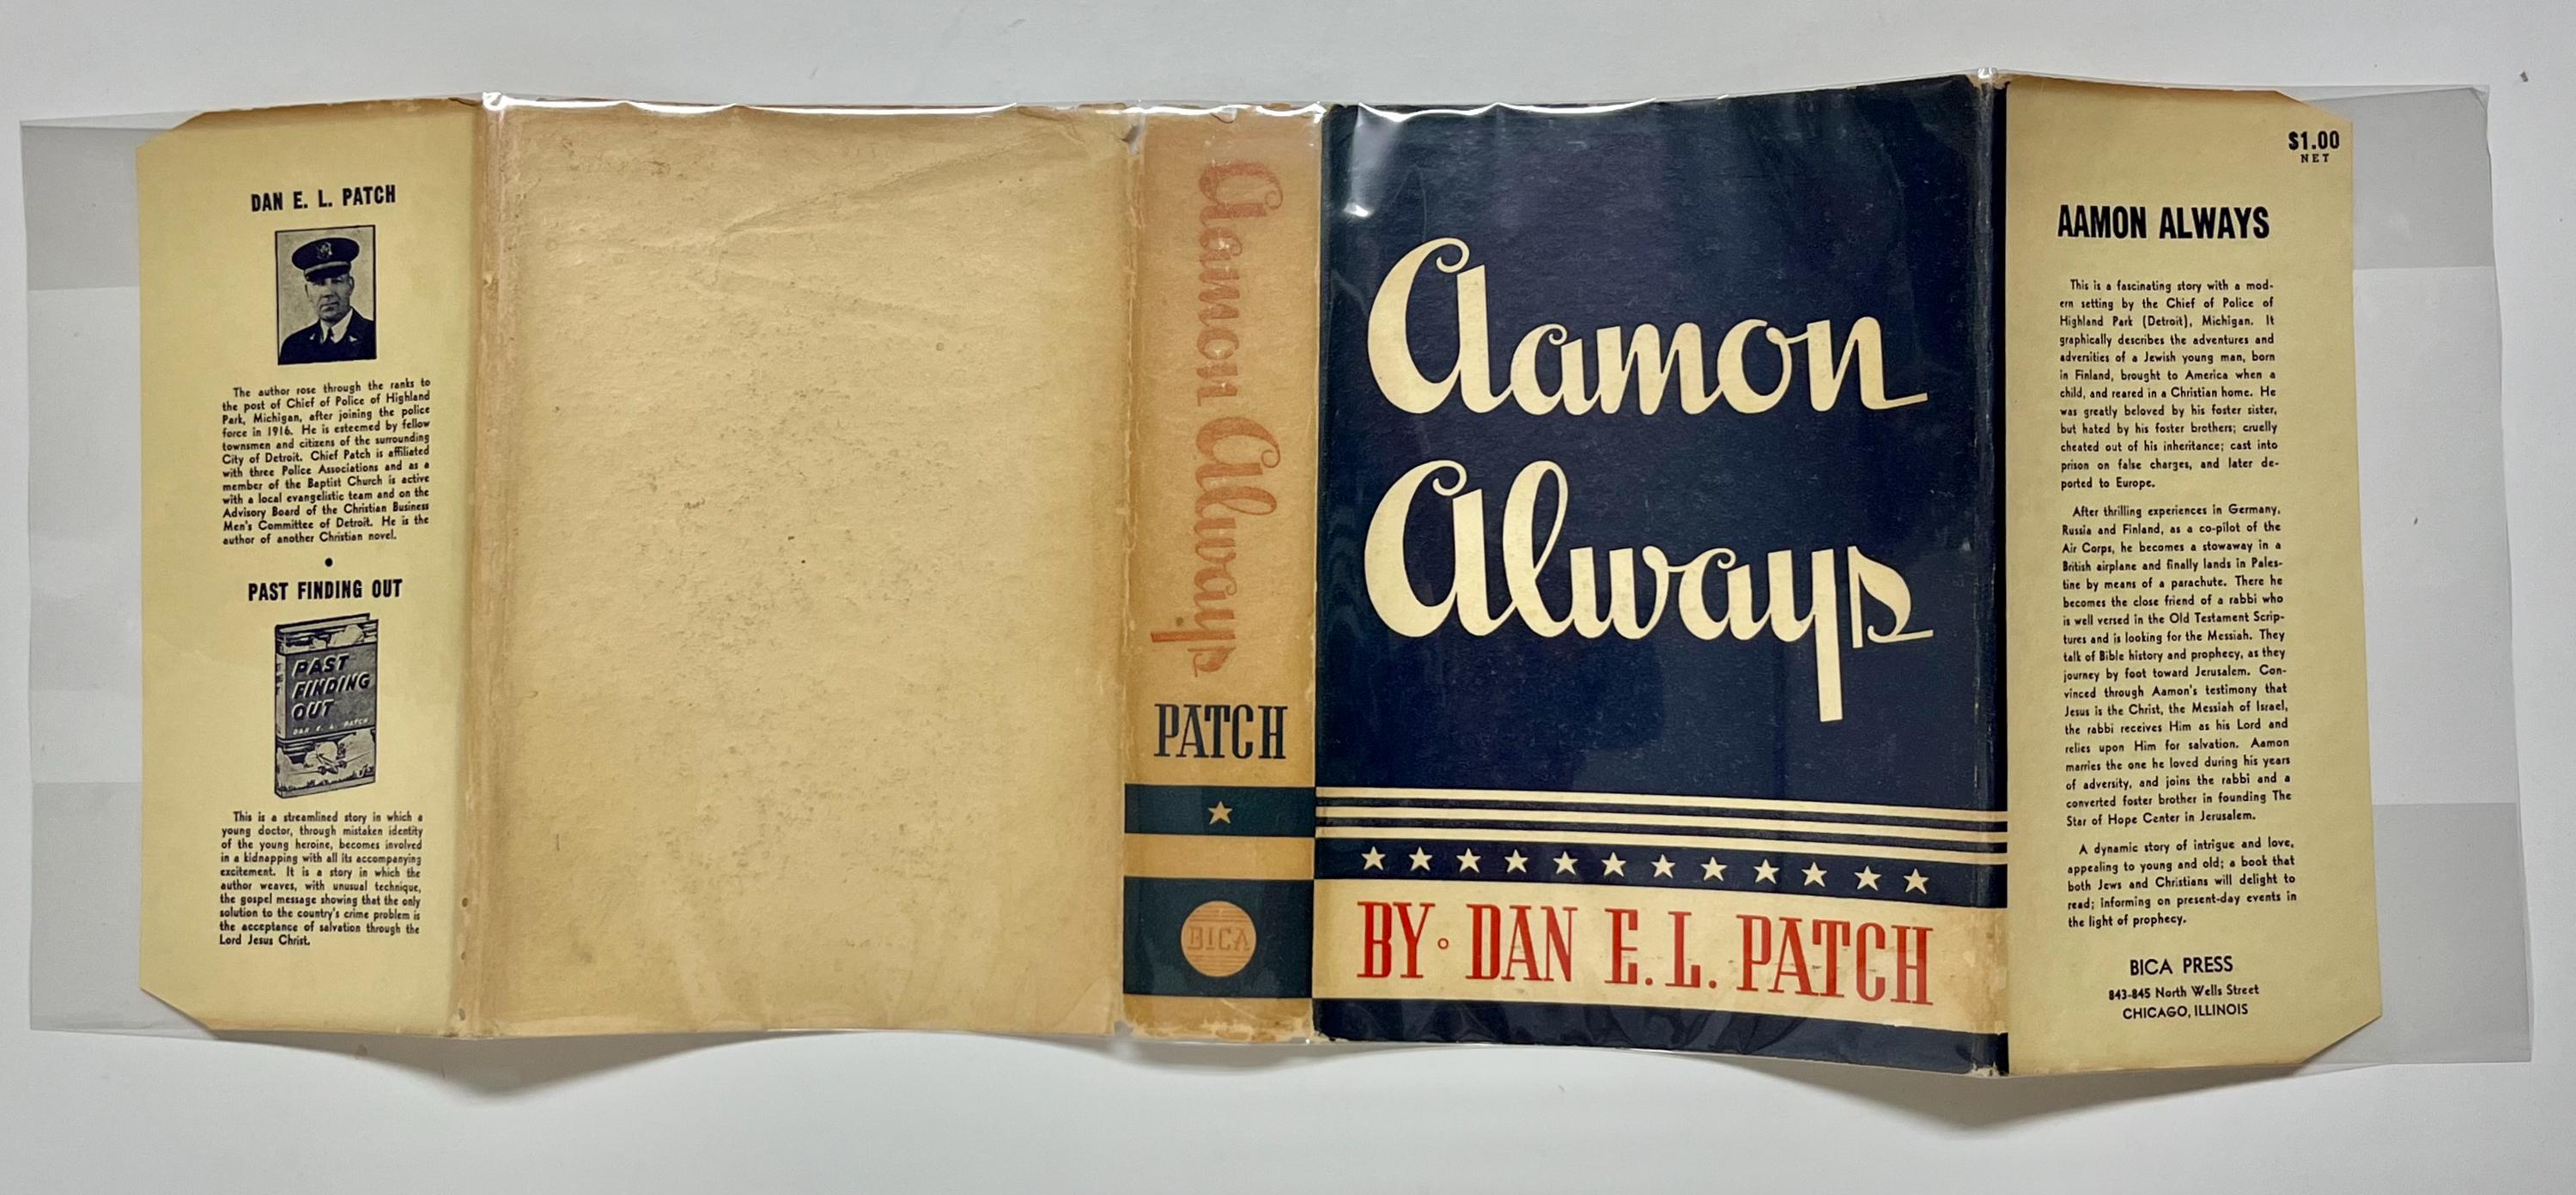 DAN E. L. PATCH
The author rose through the ranks to
the post of Chief of Police of Highland
Park, Michigan, after joining the police
force in 1916. He is esteemed by fellow
townsmen and citizens of the surrounding
City of Detroit. Chief Patch is affiliated
with three Police Associations and as a
member of the Baptist Church is active
with a local evangelistic team and on the
Advisory Board of the Christian Business
Men's Committee of Detroit. He is the
author of another Christian novel.
•
PAST FINDING OUT
PAST
FINDING
OUT
DAN E. L. PATCH
This is a streamlined story in which a
young doctor, through mistaken identity
of the young heroine, becomes involved
in a kidnapping with all its accompanying
excitement. It is a story in which the
author weaves, with unusual technique,
the gospel message showing that the only
solution to the country's crime problem is
the acceptance of salvation through the
Lord Jesus Christ.
Aamon Always
PATCH
BICA
Aamon
Always
BY · DAN E. L. PATCH
$1.00
NET
AAMON ALWAYS
This is a fascinating story with a mod-
ern setting by the Chief of Police of
Highland Park (Detroit), Michigan. It
graphically describes the adventures and
adversities of a Jewish young man, born
in Finland, brought to America when a
child, and reared in a Christian home. He
was greatly beloved by his foster sister,
but hated by his foster brothers; cruelly
cheated out of his inheritance; cast into
prison on false charges, and later de-
ported to Europe.
After thrilling experiences in Germany,
Russia and Finland, as a co-pilot of the
Air Corps, he becomes a stowaway in a
British airplane and finally lands in Pales-
tine by means of a parachute. There he
becomes the close friend of a rabbi who
is well versed in the Old Testament Scrip-
tures and is looking for the Messiah. They
talk of Bible history and prophecy, as they
journey by foot toward Jerusalem. Con-
vinced through Aamon's testimony that
Jesus is the Christ, the Messiah of Israel,
the rabbi receives Him as his Lord and
relies upon Him for salvation. Aamon
marries the one he loved during his years
of adversity, and joins the rabbi and a
converted foster brother in founding The
Star of Hope Center in Jerusalem.
A dynamic story of intrigue and love,
appealing to young and old; a book that
both Jews and Christians will delight to
read; informing on present-day events in
the light of prophecy.
BICA PRESS
843-845 North Wells Street
CHICAGO, ILLINOIS